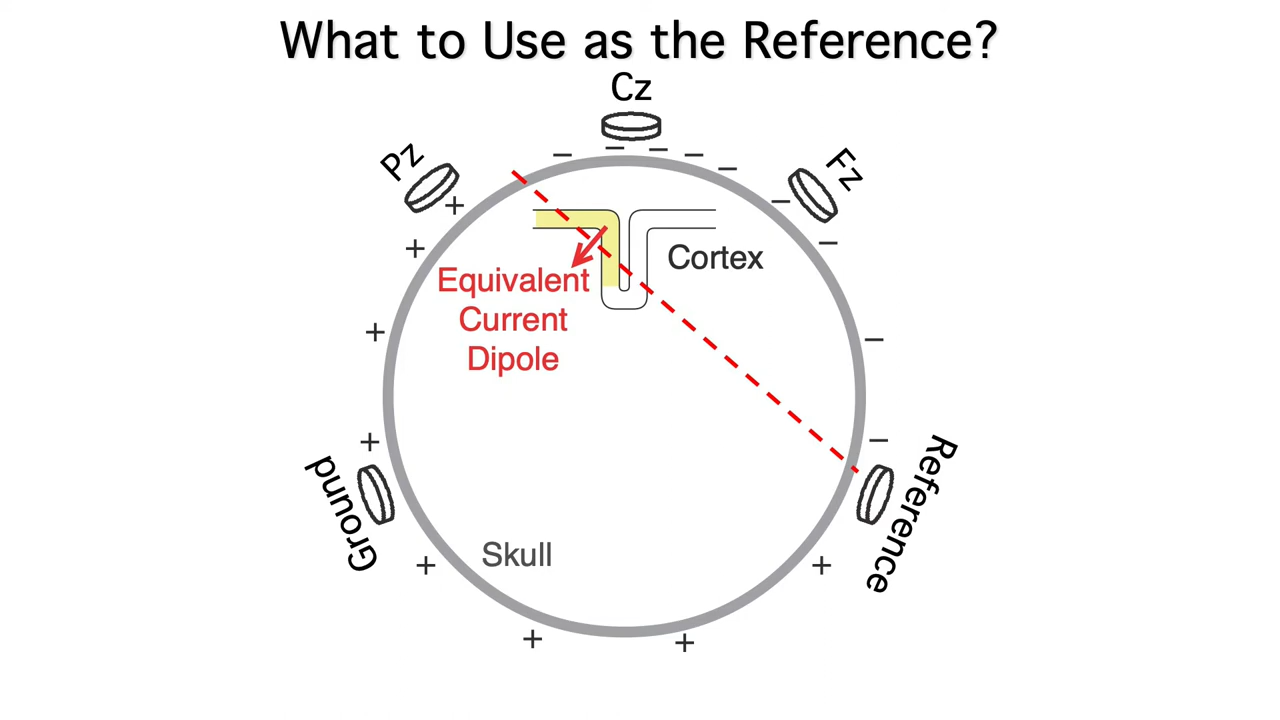 What to Use as the Reference?
Cz
Pz
Fz
Cortex
Equivalent
Current
Dipole
Ground
Reference
Skull